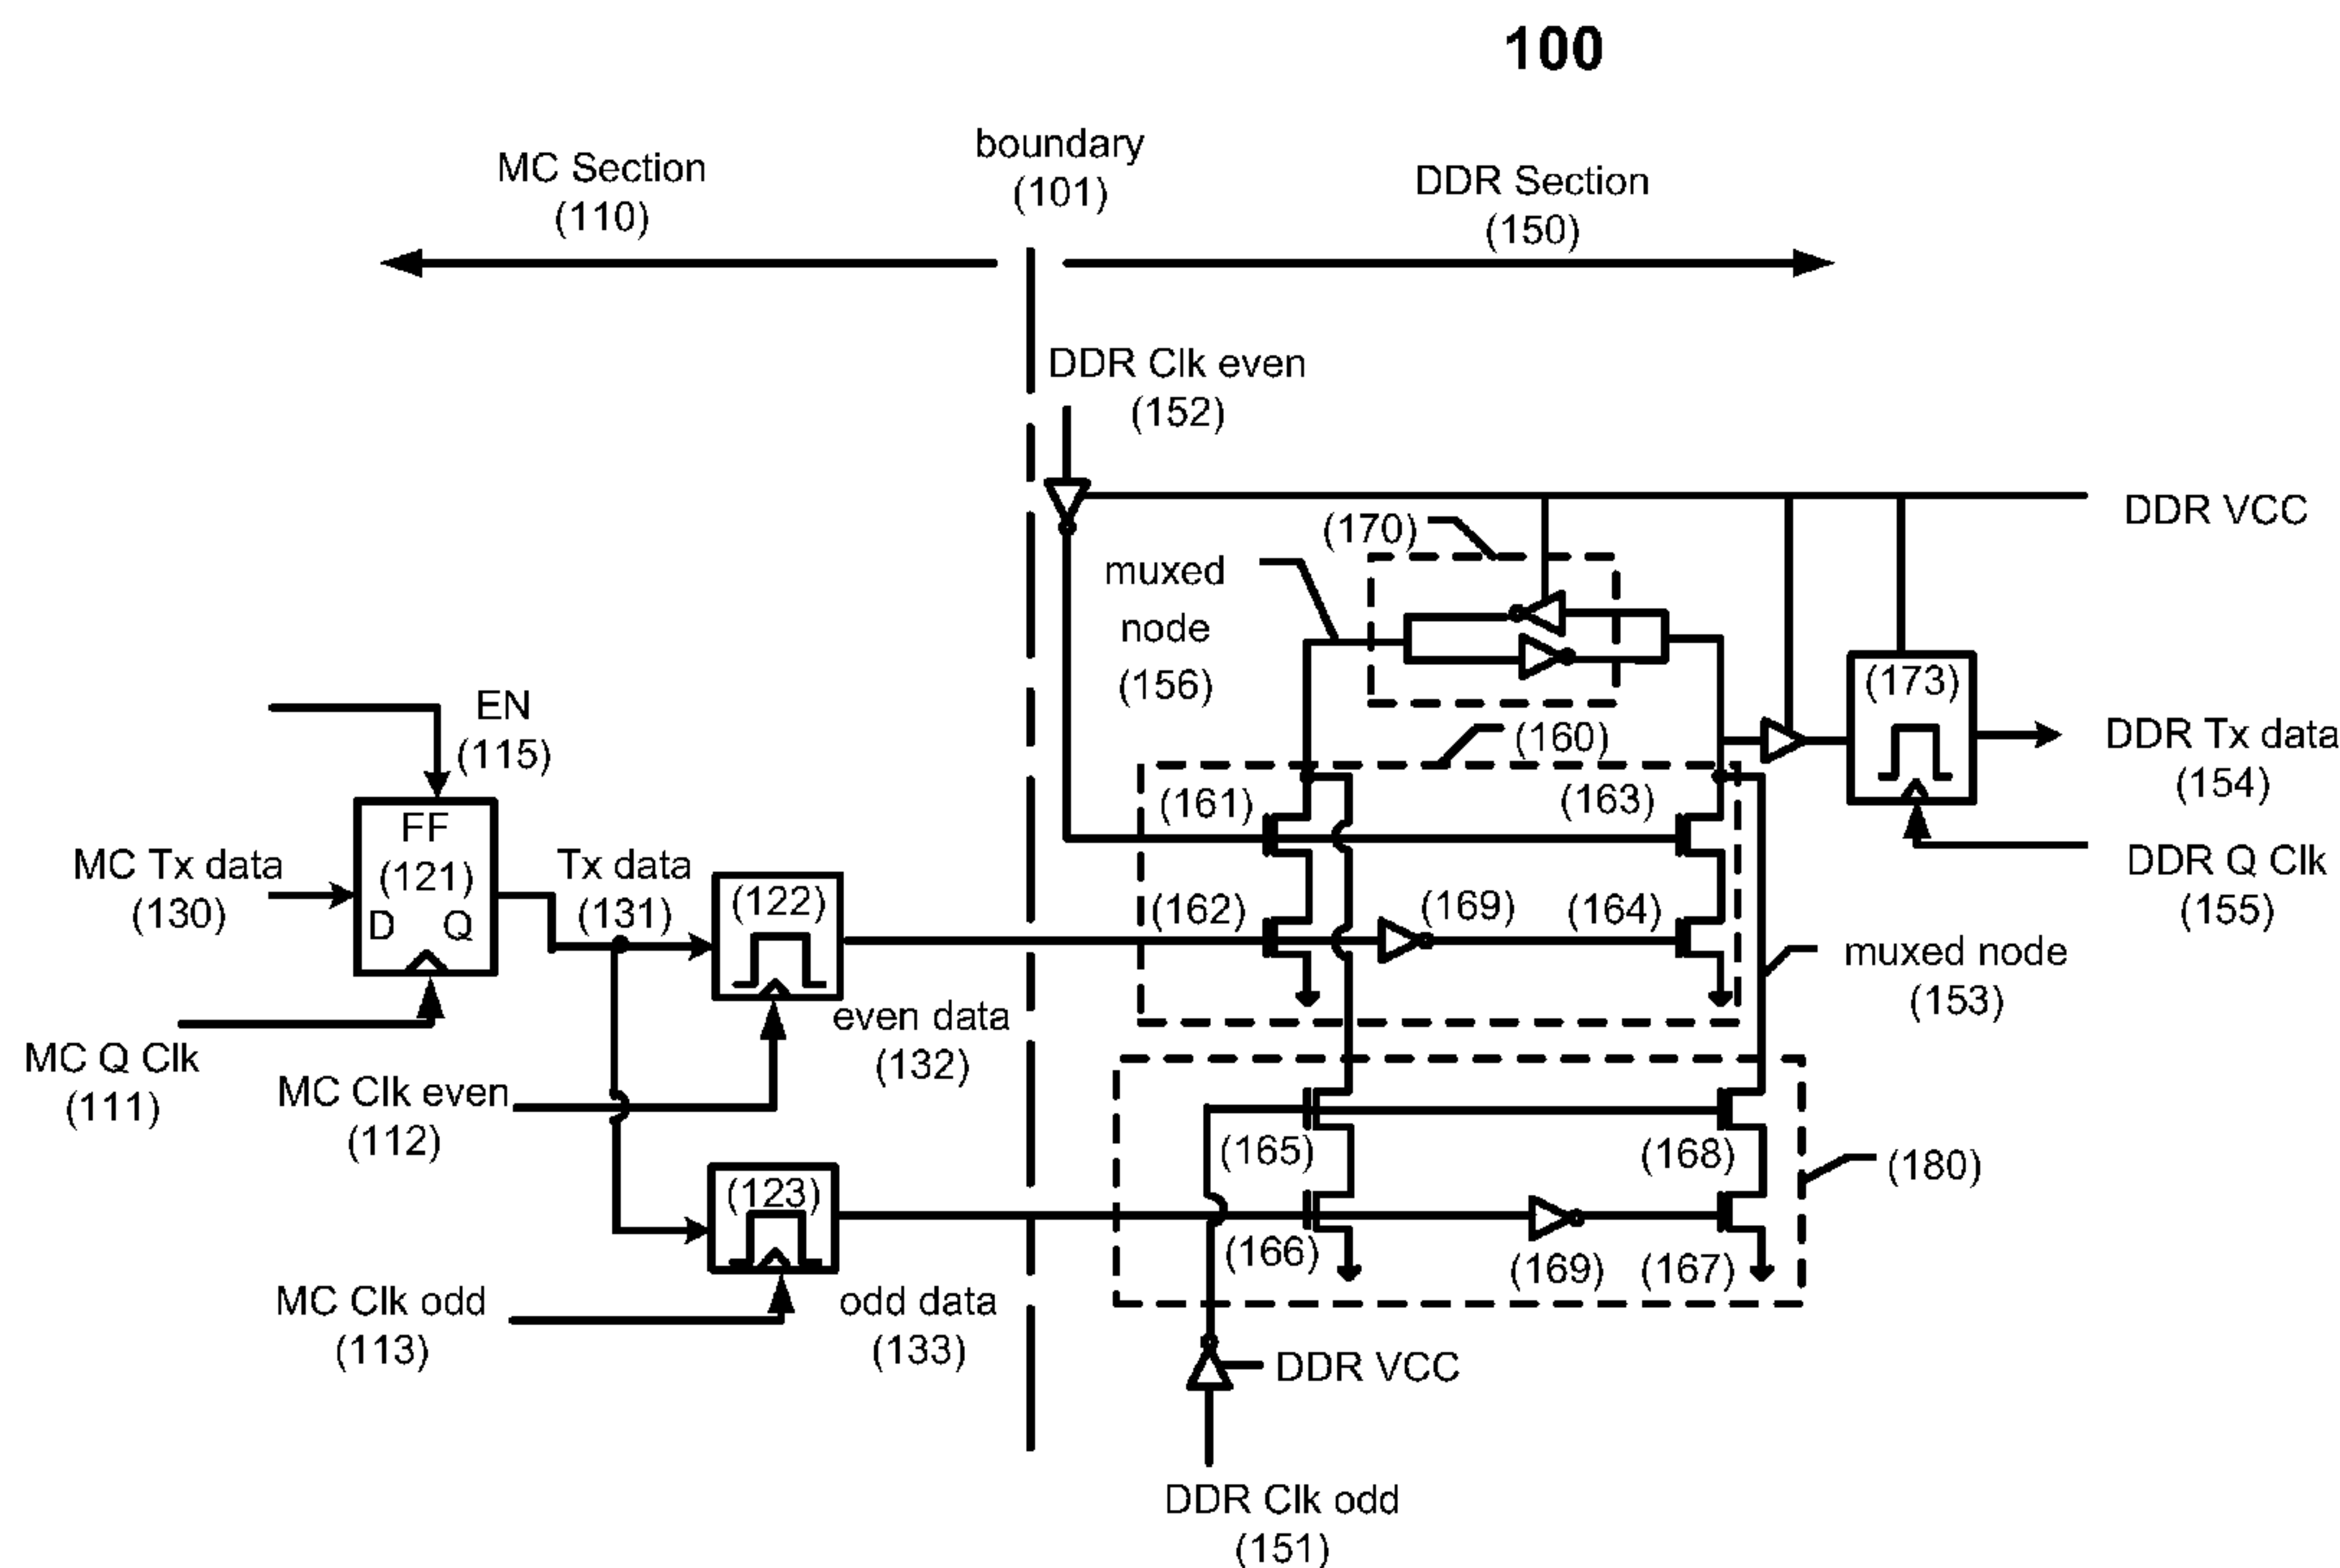 100
MC Section
(110)
boundary
(101)
DDR Section
(150)
DDR Clk even
(152)
DDR VCC
(170)
muxed
node
(156)
(160)
(173)
DDR Tx data
(154)
DDR Q Clk
(155)
EN
(115)
FF
(121)
D Q
MC Tx data
(130)
Tx data
(131)
(122)
(161)
(163)
(162)
(169)
(164)
muxed node
(153)
even data
(132)
MC Q Clk
(111)
MC Clk even
(112)
(123)
(165)
(168)
(180)
(166)
(169)
(167)
MC Clk odd
(113)
odd data
(133)
DDR VCC
DDR Clk odd
(151)